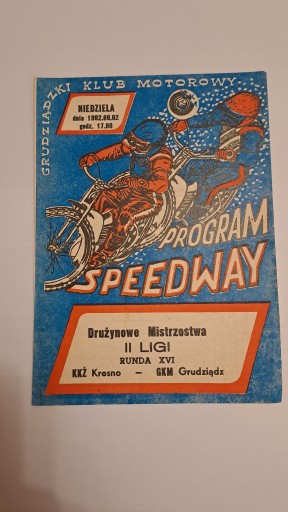 GRUDZIĄDZKI KLUB MOTOROWY
NIEDZIELA
dnia 1992.08.02
godz. 17.00
PROGRAM
SPEEDWAY
Drużynowe Mistrzostwa
II LIGI
RUNDA XVI
KKŻ Krosno — GKM Grudziądz